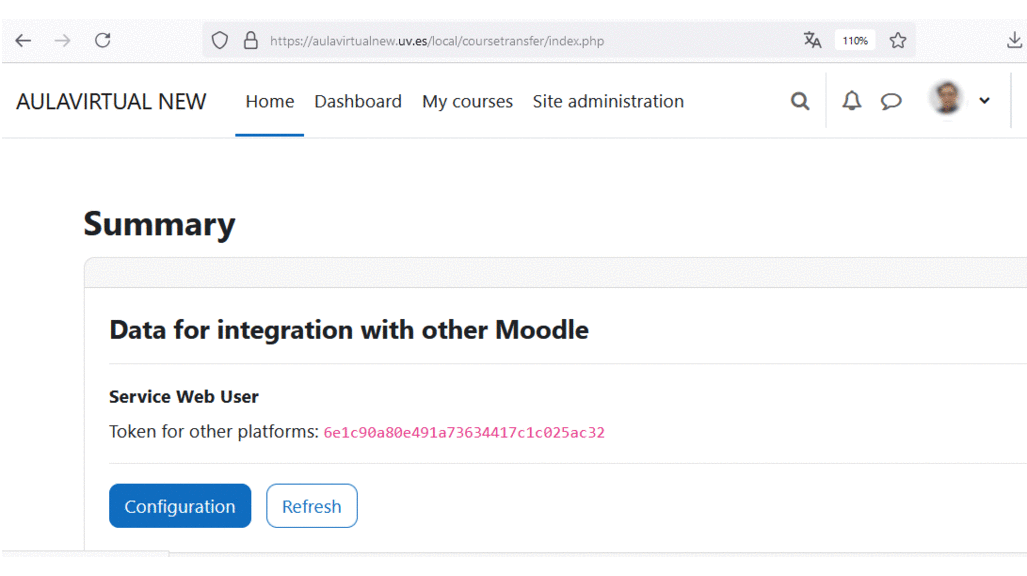 https://aulavirtualnew.uv.es/local/coursetransfer/index.php 110%
AULAVIRTUAL NEW Home Dashboard My courses Site administration
Summary
Data for integration with other Moodle
Service Web User
Token for other platforms: 6e1c90a80e491a73634417c1c025ac32
Configuration Refresh